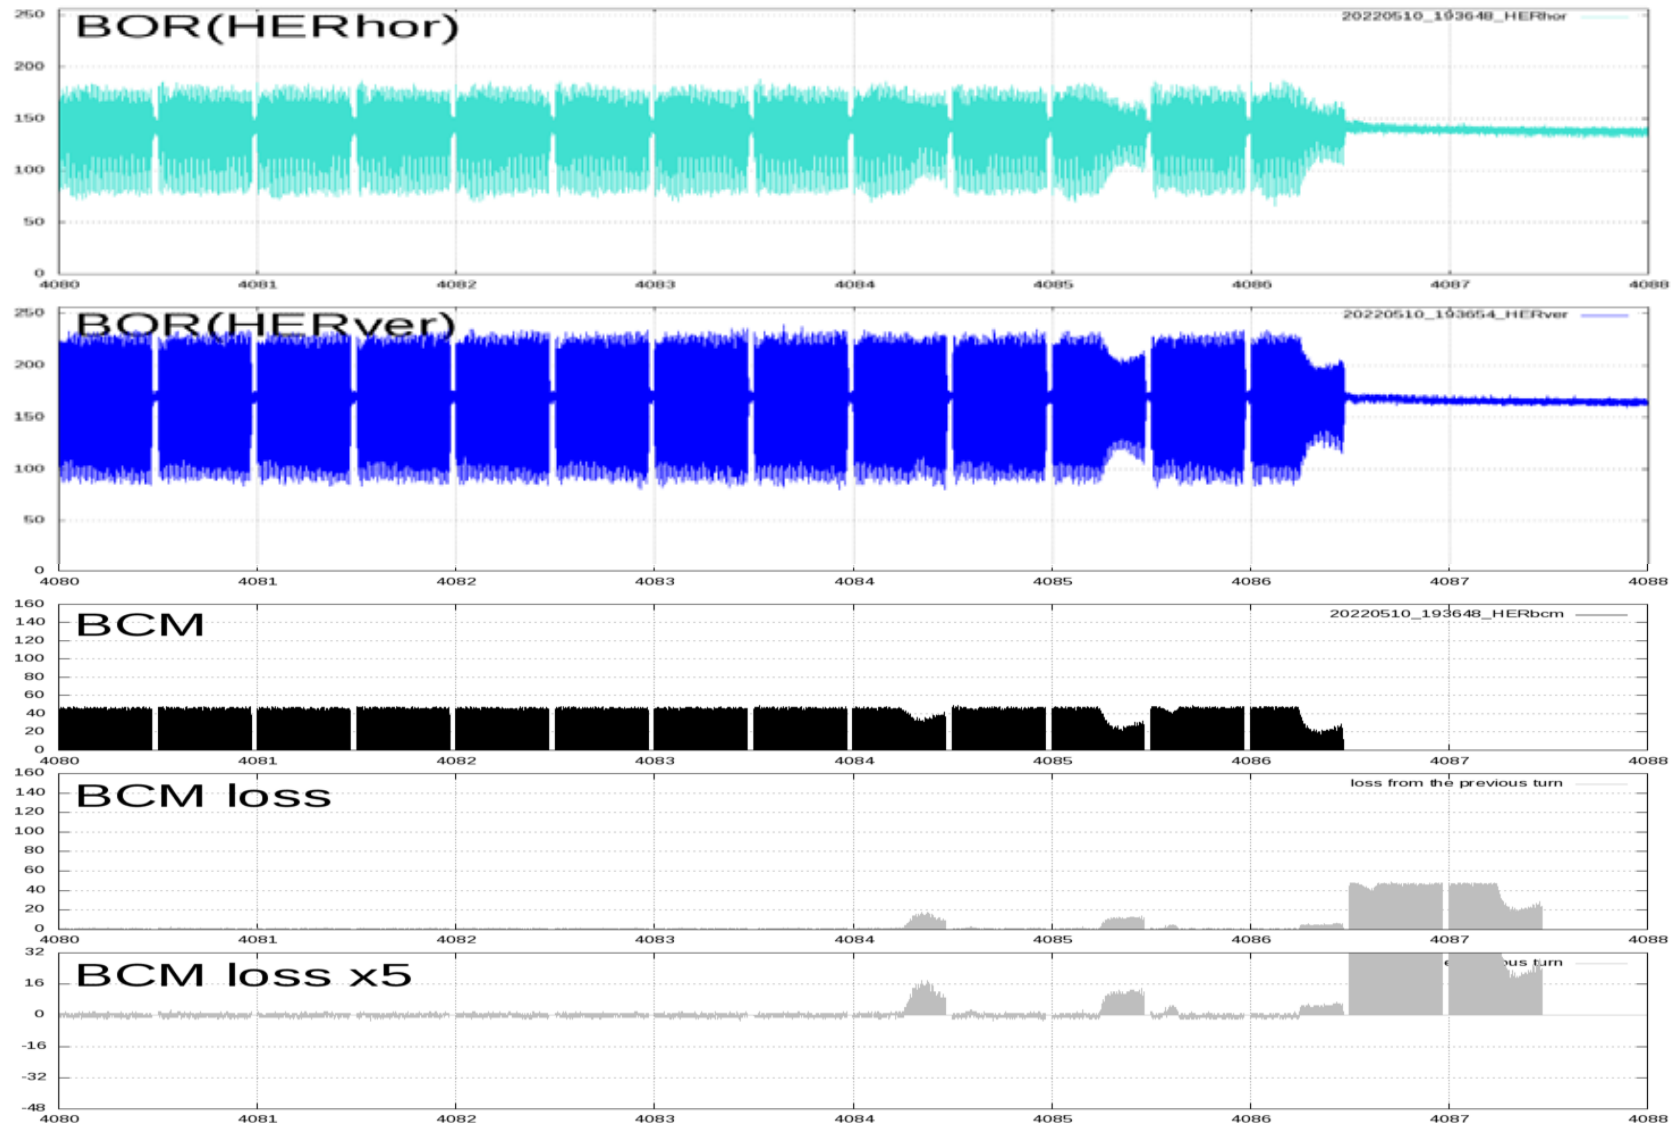 BOR(HERhor)
20220510_193648_HERhor
250
200
150
100
50
0
4080 4081 4082 4083 4084 4085 4086 4087 4088
BOR(HERver)
20220510_193654_HERver
250
200
150
100
50
0
4080 4081 4082 4083 4084 4085 4086 4087 4088
BCM
20220510_193648_HERbcm
160
140
120
100
80
60
40
20
0
4080 4081 4082 4083 4084 4085 4086 4087 4088
BCM loss
loss from the previous turn
160
140
120
100
80
60
40
20
0
4080 4081 4082 4083 4084 4085 4086 4087 4088
BCM loss x5
turn
32
16
0
-16
-32
-48
4080 4081 4082 4083 4084 4085 4086 4087 4088